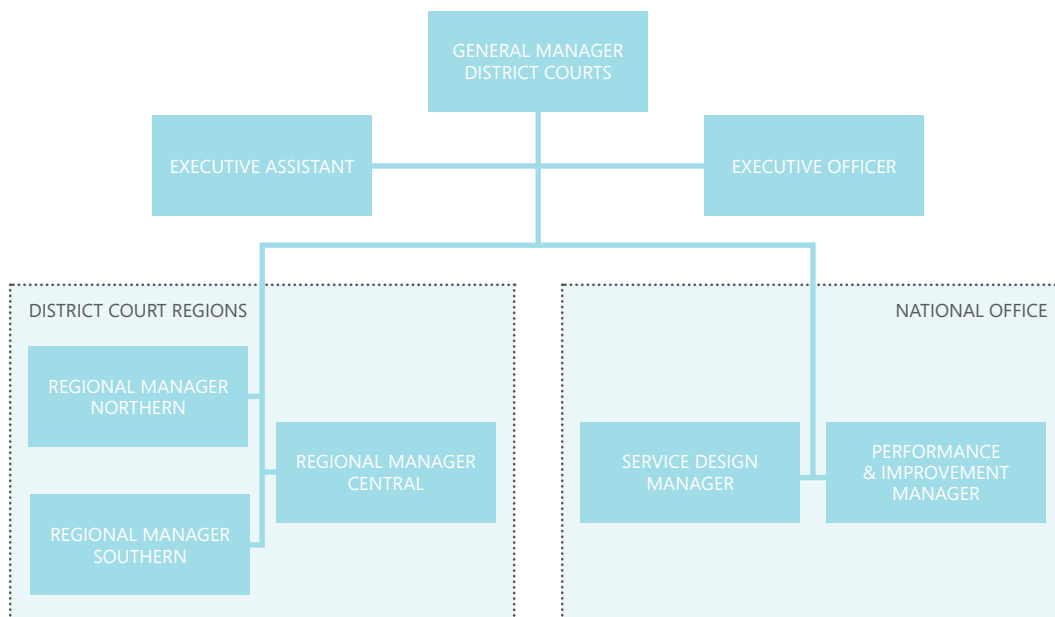 GENERAL MANAGER
DISTRICT COURTS
EXECUTIVE ASSISTANT
EXECUTIVE OFFICER
DISTRICT COURT REGIONS
REGIONAL MANAGER
NORTHERN
REGIONAL MANAGER
CENTRAL
REGIONAL MANAGER
SOUTHERN
NATIONAL OFFICE
SERVICE DESIGN
MANAGER
PERFORMANCE
& IMPROVEMENT
MANAGER